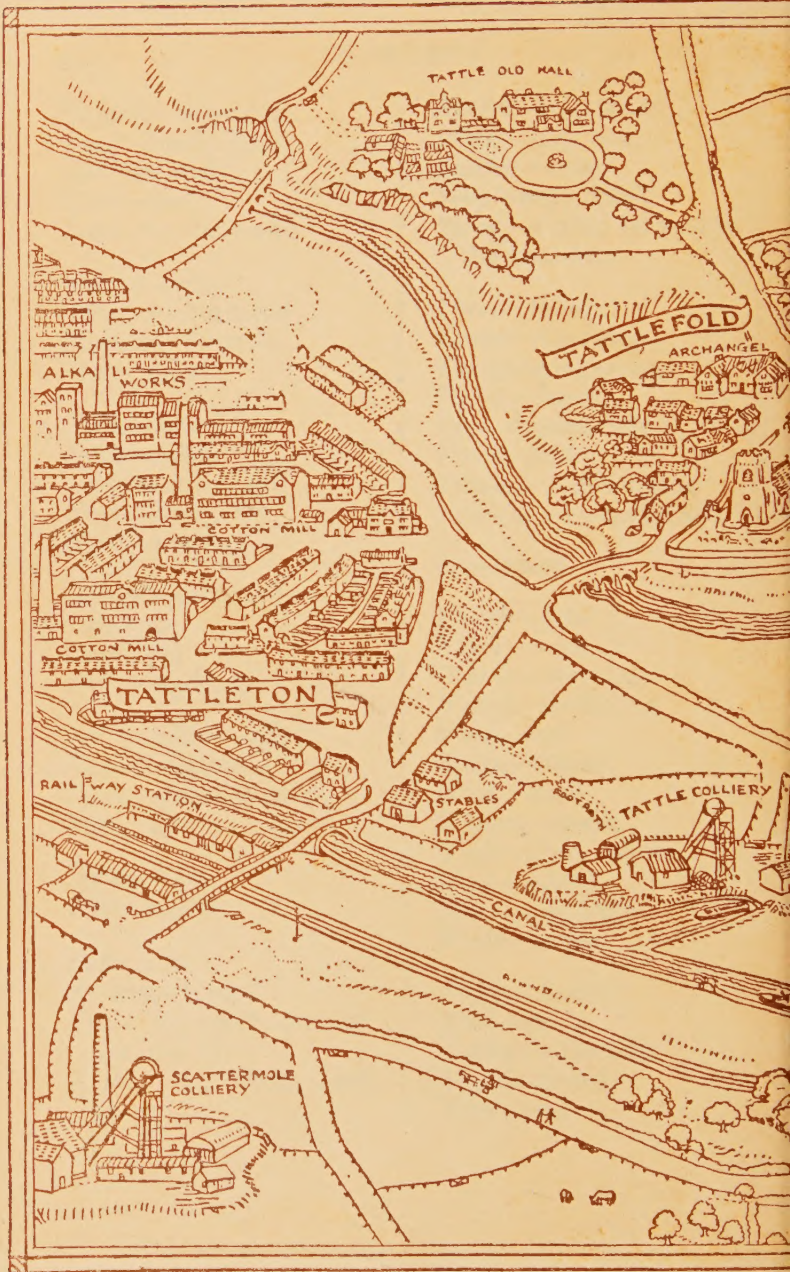 TATTLE OLD HALL
TATTLEFOLD
ARCHANGEL
ALKALI
WORKS
COTTON MILL
COTTON MILL
TATTLETON
RAILWAY STATION
STABLES
FOOTPATH
TATTLE COLLIERY
CANAL
SCATTERMOLE
COLLIERY